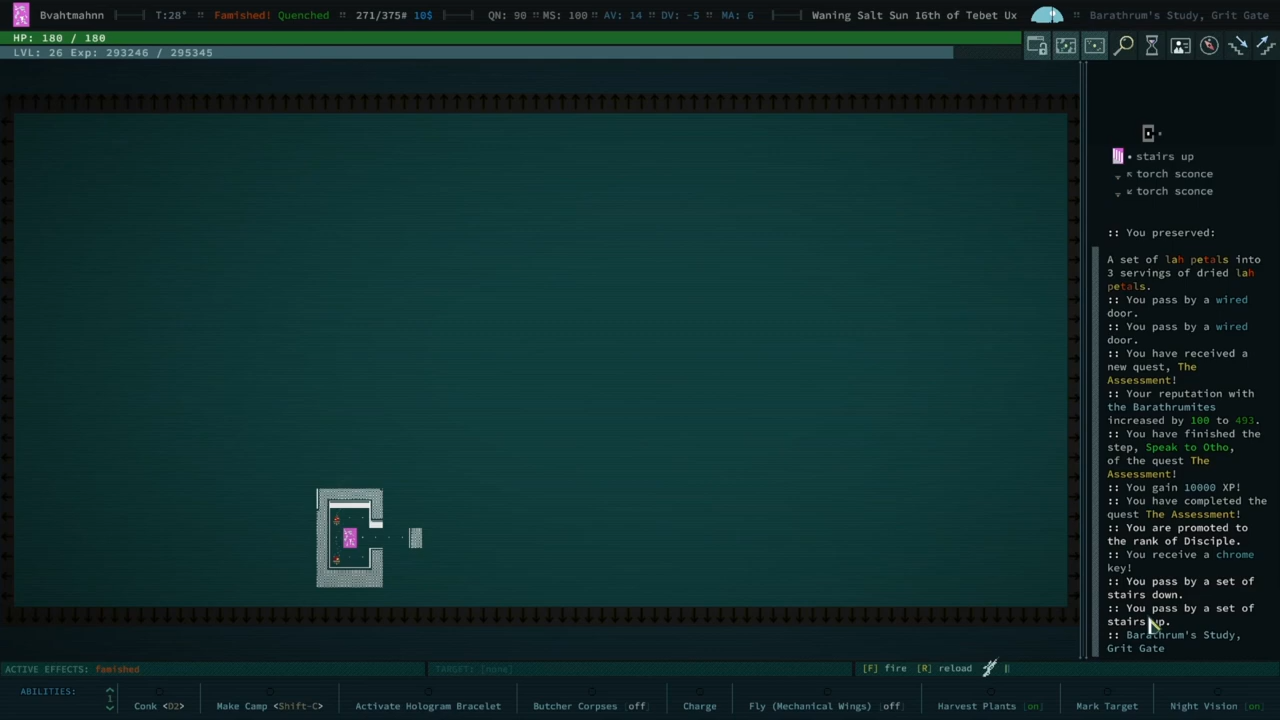 Bvahtmahnn T:28° Famished! Quenched 271/375# 10$ QN: 90 MS: 100 AV: 14 DV: -5 MA: 6 Waning Salt Sun 16th of Tebet Ux :: Barathrum's Study, Grit Gate
HP: 180 / 180
LVL: 26 Exp: 293246 / 295345
stairs up
torch sconce
torch sconce
:: You preserved:
A set of lah petals into
3 servings of dried lah
petals.
:: You pass by a wired
door.
:: You pass by a wired
door.
:: You have received a
new quest, The
Assessment!
:: Your reputation with
the Barathrumites
increased by 100 to 493.
:: You have finished the
step, Speak to Otho,
of the quest The
Assessment!
:: You gain 10000 XP!
:: You have completed the
quest The Assessment!
:: You are promoted to
the rank of Disciple.
:: You receive a chrome
key!
:: You pass by a set of
stairs down.
:: You pass by a set of
stairs up.
:: Barathrum's Study,
Grit Gate
ACTIVE EFFECTS: famished TARGET: [none] [F] fire [R] reload
ABILITIES: 1 Conk <D2> Make Camp <Shift-C> Activate Hologram Bracelet Butcher Corpses [off] Charge Fly (Mechanical Wings) [off] Harvest Plants [on] Mark Target Night Vision [on]